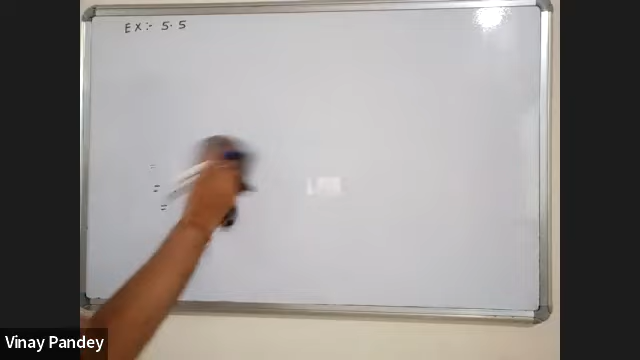 EX :- 5.5
=
=
=
Vinay Pandey